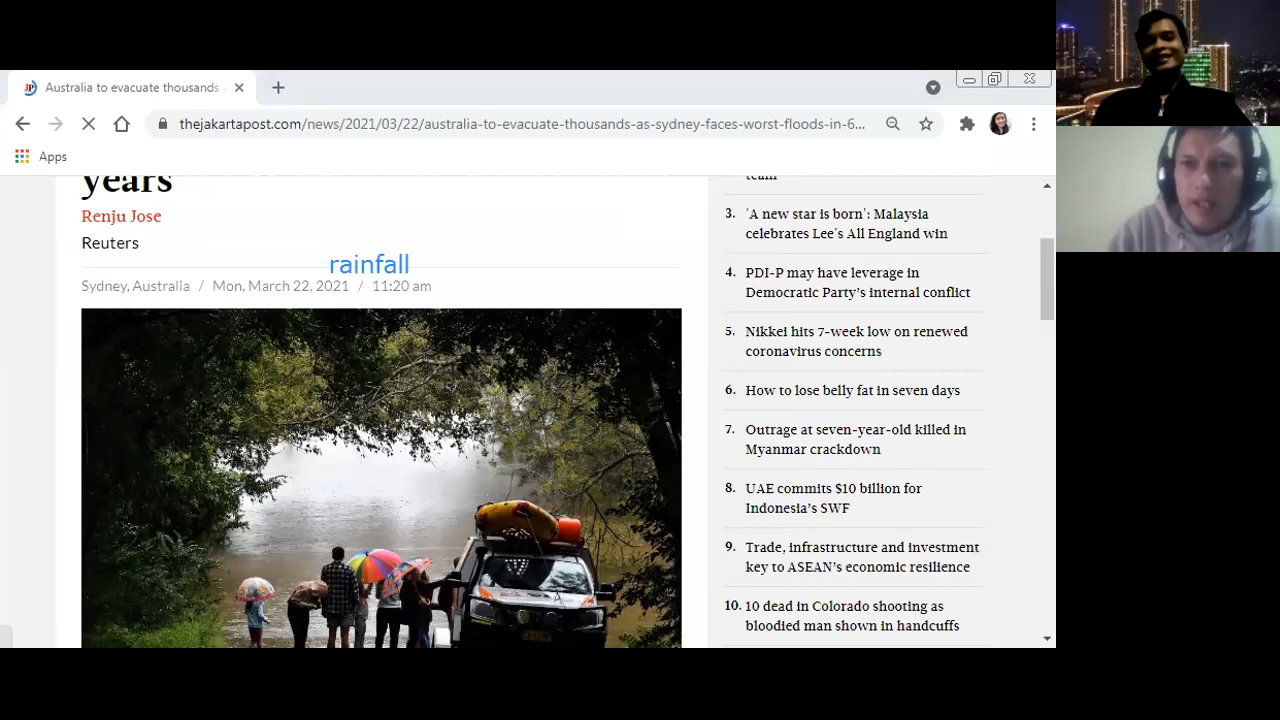 Australia to evacuate thousands
thejakartapost.com/news/2021/03/22/australia-to-evacuate-thousands-as-sydney-faces-worst-floods-in-6...
Apps
years
Renju Jose
Reuters
rainfall
Sydney, Australia / Mon, March 22, 2021 / 11:20 am
team
3. 'A new star is born': Malaysia
celebrates Lee's All England win
4. PDI-P may have leverage in
Democratic Party's internal conflict
5. Nikkei hits 7-week low on renewed
coronavirus concerns
6. How to lose belly fat in seven days
7. Outrage at seven-year-old killed in
Myanmar crackdown
8. UAE commits $10 billion for
Indonesia's SWF
9. Trade, infrastructure and investment
key to ASEAN's economic resilience
10. 10 dead in Colorado shooting as
bloodied man shown in handcuffs